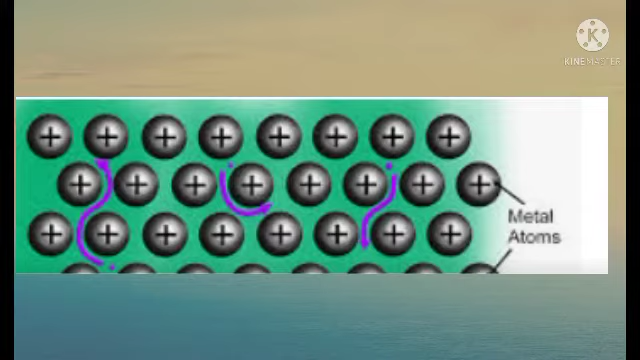 K
KINEMASTER
+ + + + + + + +
+ + + + + + + +
+ + + + + + + +
Metal
Atoms